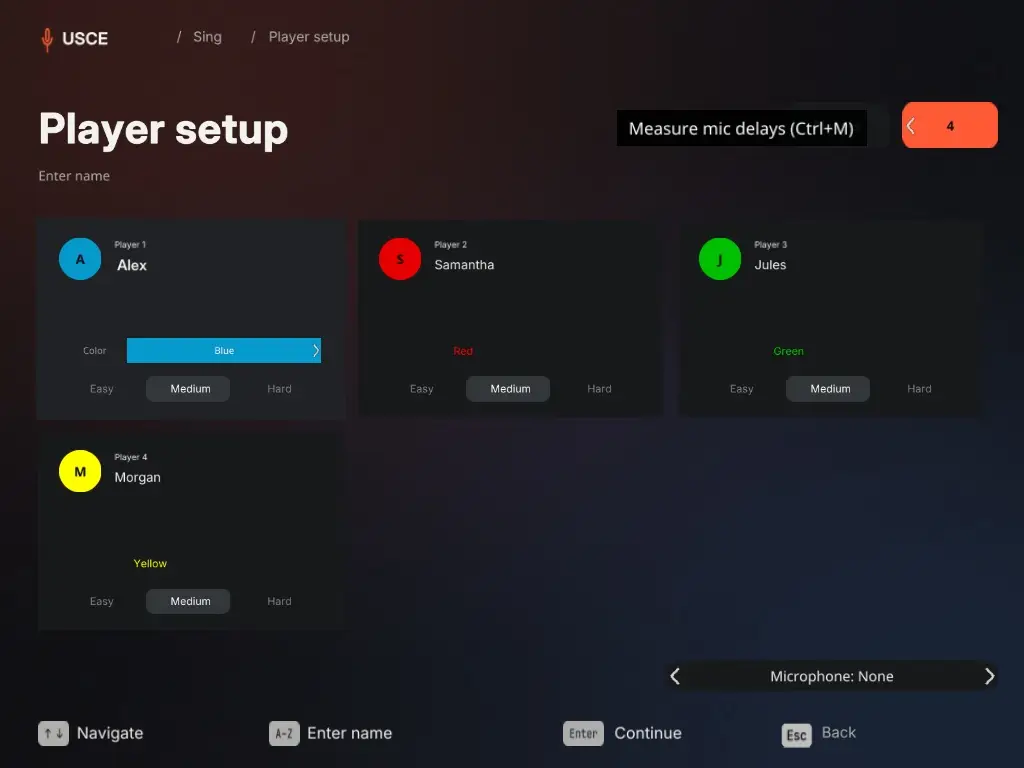 USCE / Sing / Player setup
Player setup
Measure mic delays (Ctrl+M)
4
Enter name
A
Player 1
Alex
Color
Blue
Easy Medium Hard
S
Player 2
Samantha
Red
Easy Medium Hard
J
Player 3
Jules
Green
Easy Medium Hard
M
Player 4
Morgan
Yellow
Easy Medium Hard
Microphone: None
↑↓ Navigate A-Z Enter name Enter Continue Esc Back